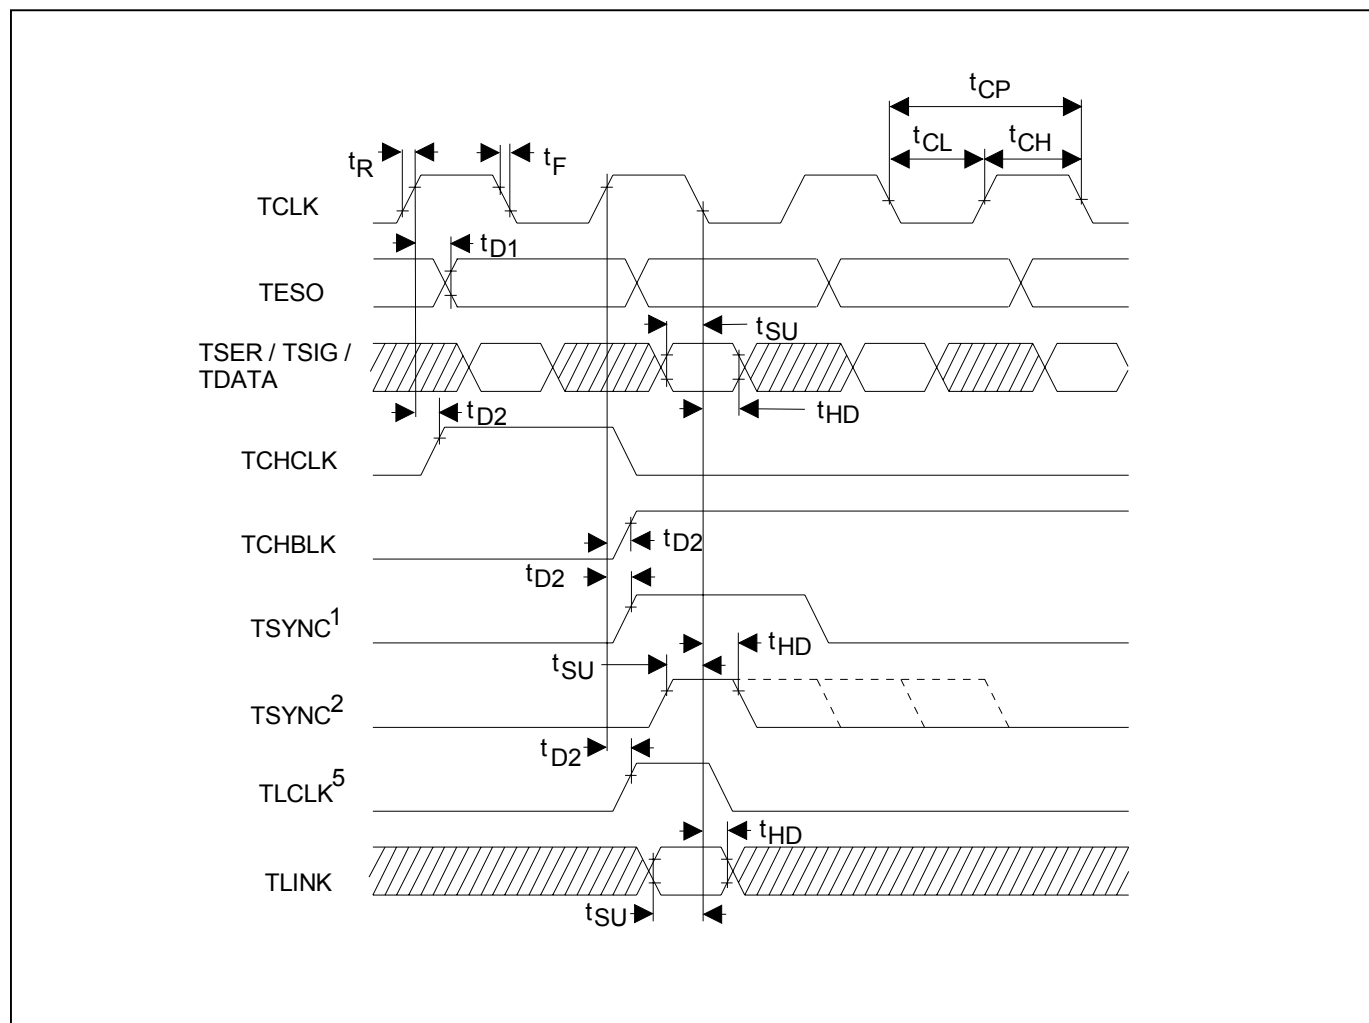 tCP
tCL tCH
tR tF
TCLK
tD1
TESO
tSU
TSER / TSIG /
TDATA
tD2 tHD
TCHCLK
TCHBLK tD2
tD2
TSYNC1
tHD
tSU
TSYNC2
tD2
TLCLK5
tHD
TLINK
tSU